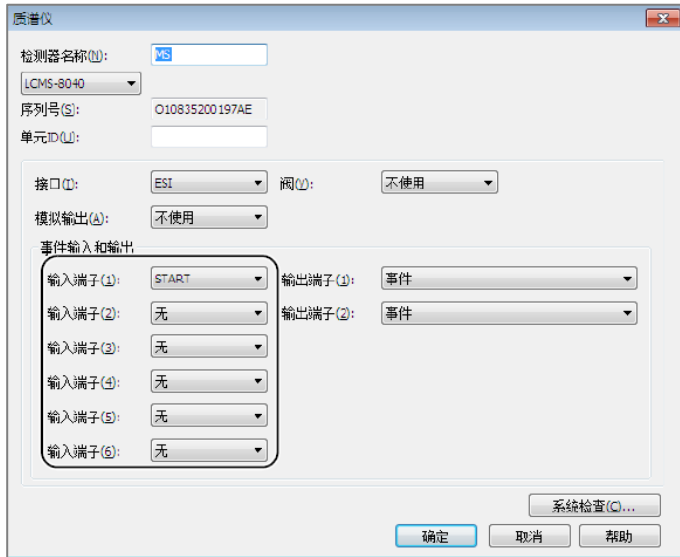 质谱仪
检测器名称(N): MS
LCMS-8040
序列号(S): O10835200197AE
单元ID(U):
接口(I): ESI 阀(V): 不使用
模拟输出(A): 不使用
事件输入和输出
输入端子(1): START 输出端子(1): 事件
输入端子(2): 无 输出端子(2): 事件
输入端子(3): 无
输入端子(4): 无
输入端子(5): 无
输入端子(6): 无
系统检查(C)...
确定 取消 帮助